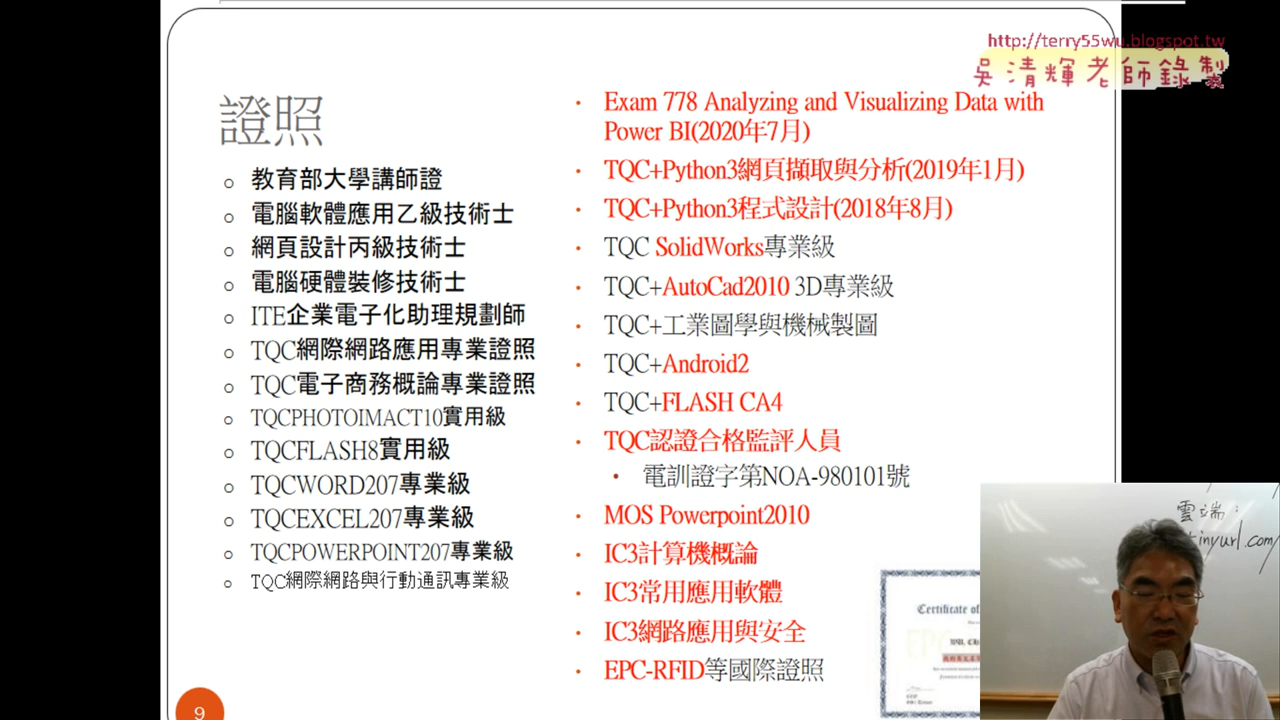 http://terry55wu.blogspot.tw
吳清輝老師錄製
證照
教育部大學講師證
電腦軟體應用乙級技術士
網頁設計丙級技術士
電腦硬體裝修技術士
ITE企業電子化助理規劃師
TQC網際網路應用專業證照
TQC電子商務概論專業證照
TQCPHOTOIMACT10實用級
TQCFLASH8實用級
TQCWORD207專業級
TQCEXCEL207專業級
TQCPOWERPOINT207專業級
TQC網際網路與行動通訊專業級
Exam 778 Analyzing and Visualizing Data with
Power BI(2020年7月)
TQC+Python3網頁擷取與分析(2019年1月)
TQC+Python3程式設計(2018年8月)
TQC SolidWorks專業級
TQC+AutoCad2010 3D專業級
TQC+工業圖學與機械製圖
TQC+Android2
TQC+FLASH CA4
TQC認證合格監評人員
電訓證字第NOA-980101號
MOS Powerpoint2010
IC3計算機概論
IC3常用應用軟體
IC3網路應用與安全
EPC-RFID等國際證照
Certificate of
雲端:
tinyurl.com/
9